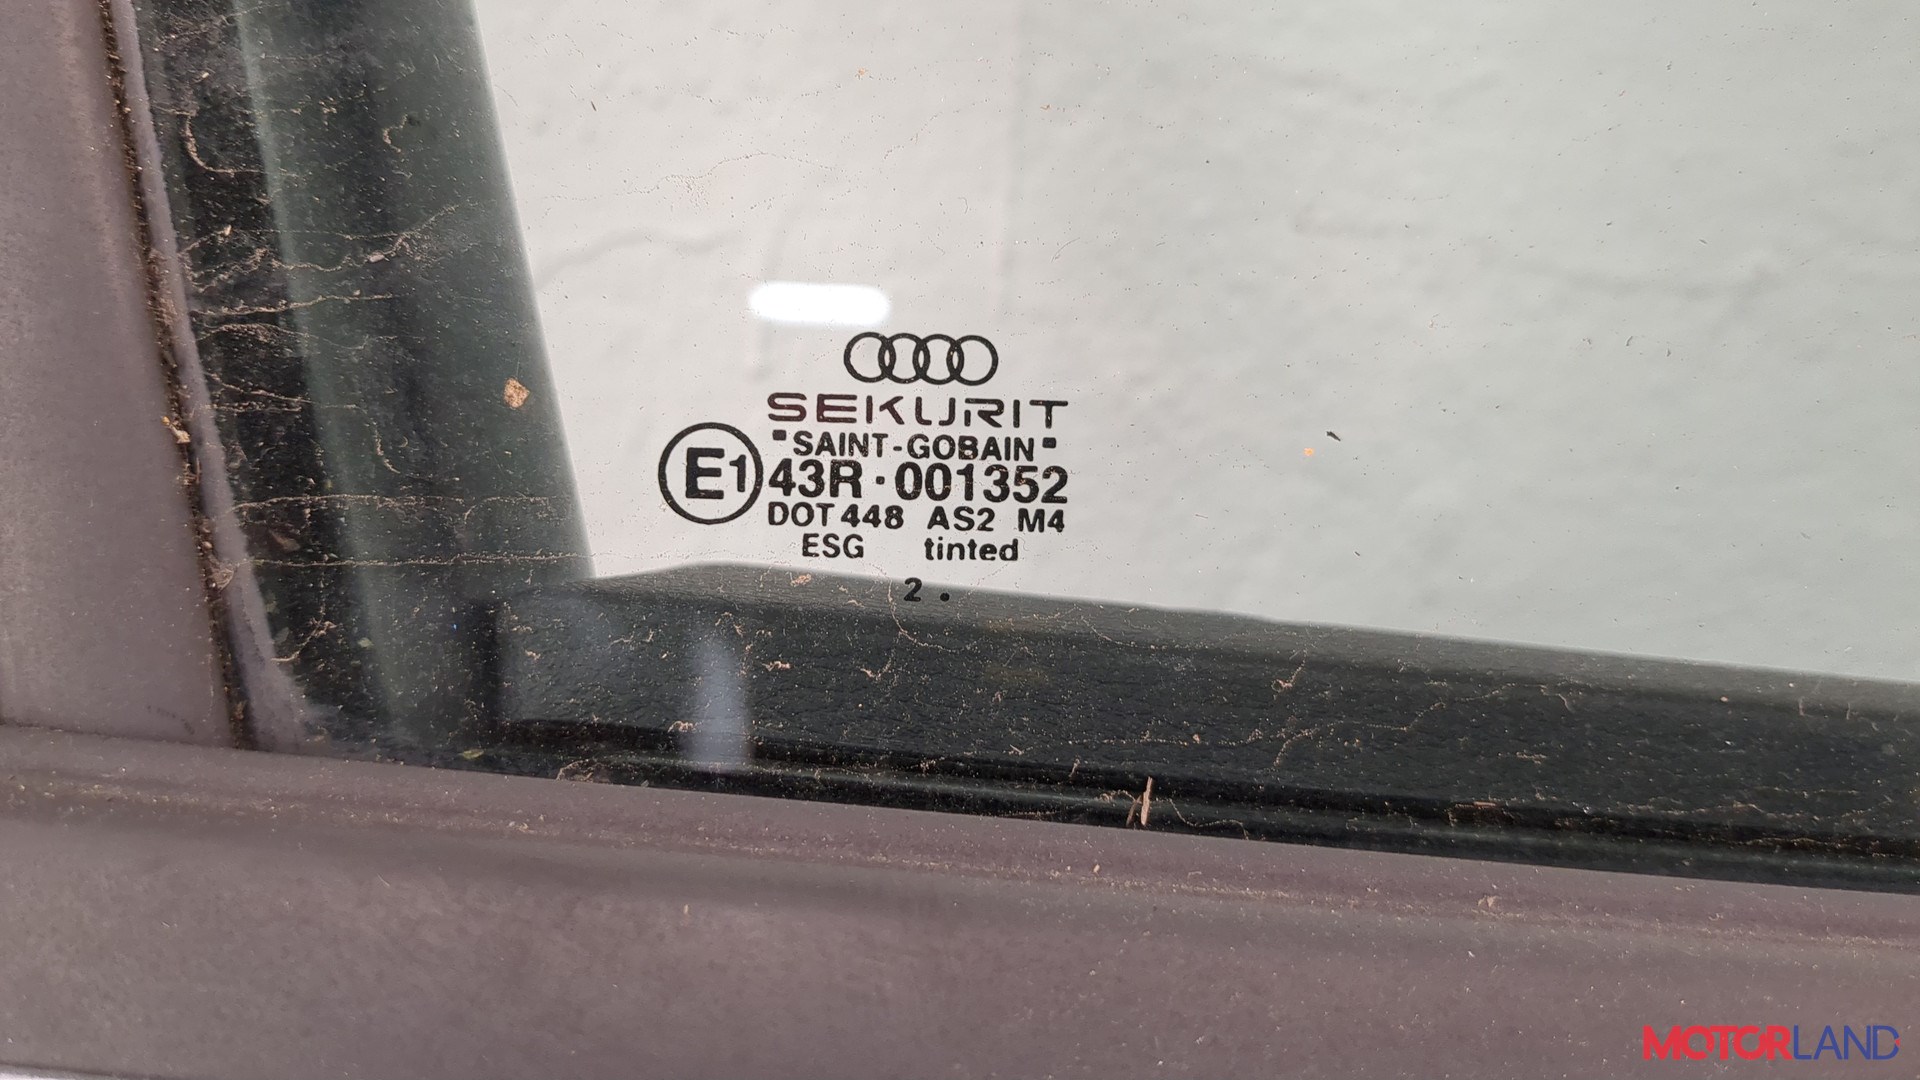 SEKURIT
"SAINT-GOBAIN"
E1 43R·001352
DOT 448 AS2 M4
ESG tinted
2 .
MOTORLAND